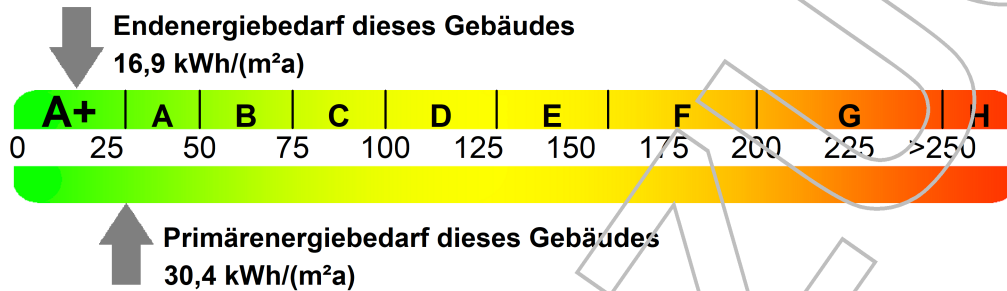 Endenergiebedarf dieses Gebäudes
16,9 kWh/(m²a)
A+ A B C D E F G H
0 25 50 75 100 125 150 175 200 225 >250
Primärenergiebedarf dieses Gebäudes
30,4 kWh/(m²a)